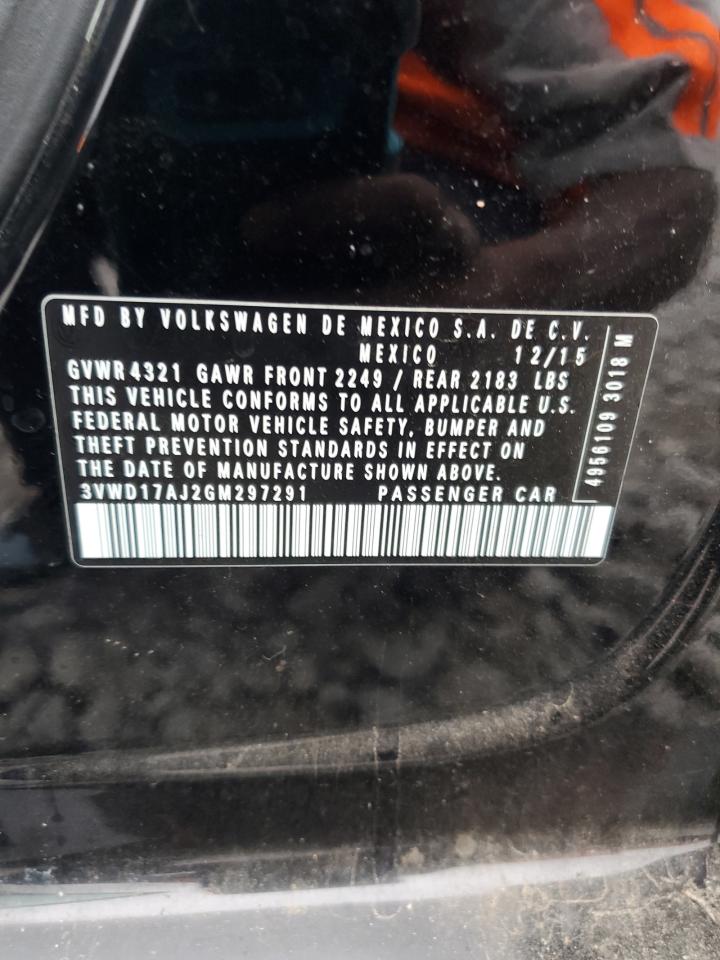 MFD BY VOLKSWAGEN DE MEXICO S.A. DE C.V.
MEXICO 12/15
GVWR 4321 GAWR FRONT 2249 / REAR 2183 LBS
THIS VEHICLE CONFORMS TO ALL APPLICABLE U.S.
FEDERAL MOTOR VEHICLE SAFETY, BUMPER AND
THEFT PREVENTION STANDARDS IN EFFECT ON
THE DATE OF MANUFACTURE SHOWN ABOVE.
3VWD17AJ2GM297291 PASSENGER CAR
4956109 3018 M